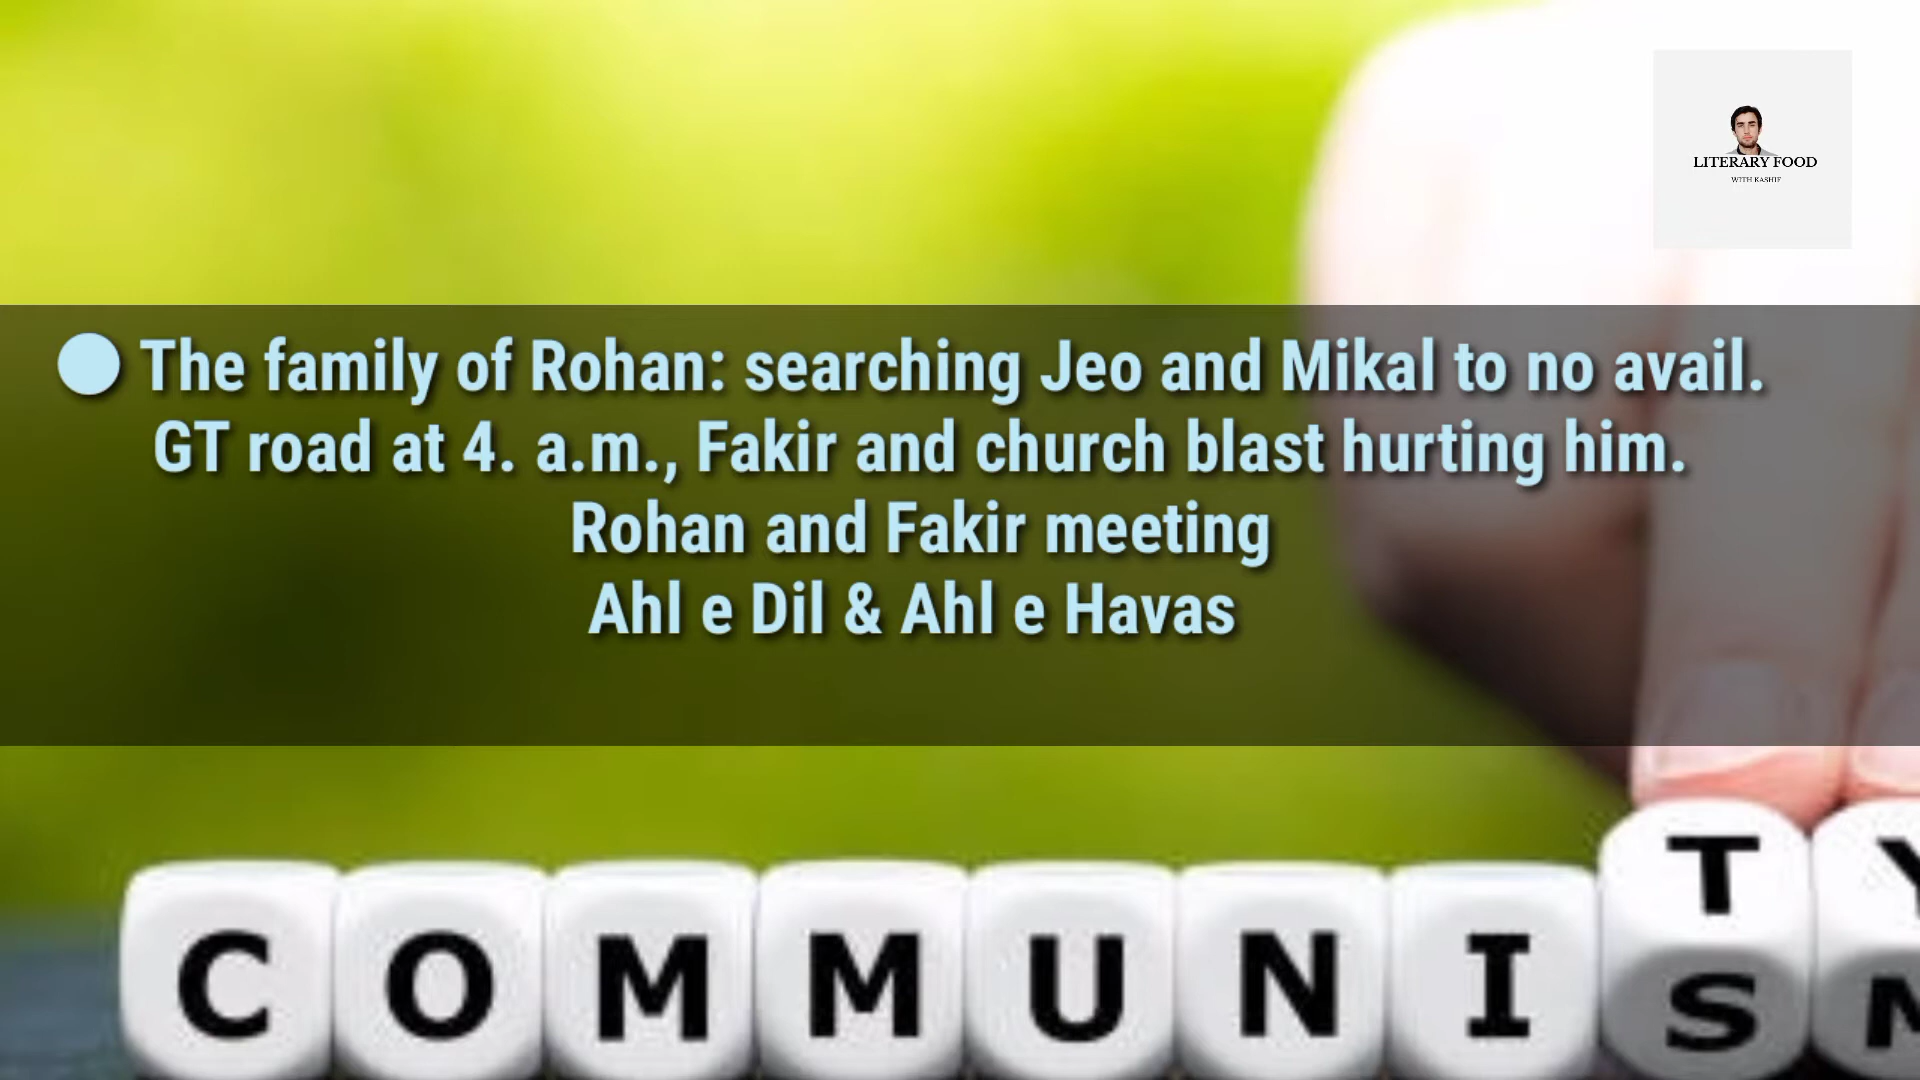 LITERARY FOOD
WITH KASHIF
The family of Rohan: searching Jeo and Mikal to no avail.
GT road at 4. a.m., Fakir and church blast hurting him.
Rohan and Fakir meeting
Ahl e Dil & Ahl e Havas
COMMUNITY
SM